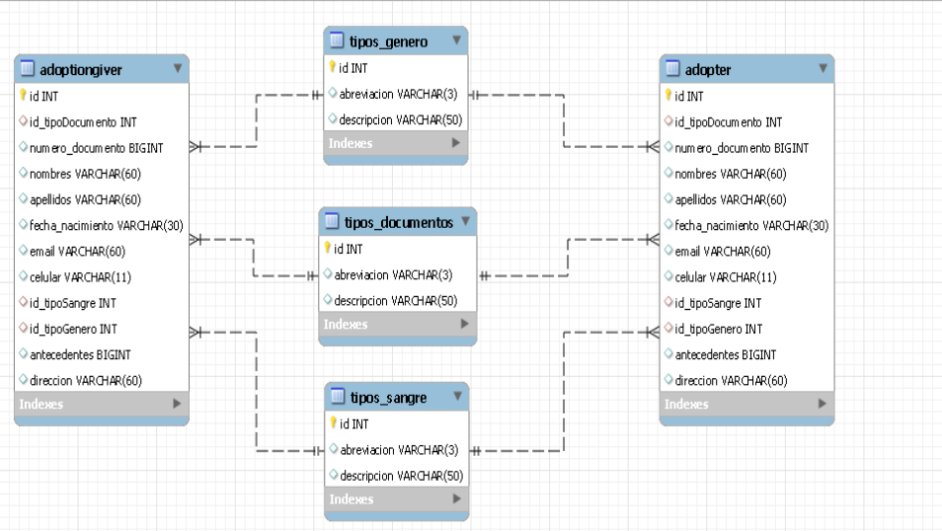 adoptiongiver
id INT
id_tipoDocumento INT
numero_documento BIGINT
nombres VARCHAR(60)
apellidos VARCHAR(60)
fecha_nacimiento VARCHAR(30)
email VARCHAR(60)
celular VARCHAR(11)
id_tipoSangre INT
id_tipoGenero INT
antecedentes BIGINT
direccion VARCHAR(60)
Indexes
tipos_genero
id INT
abreviacion VARCHAR(3)
descripcion VARCHAR(50)
Indexes
tipos_documentos
id INT
abreviacion VARCHAR(3)
descripcion VARCHAR(50)
Indexes
tipos_sangre
id INT
abreviacion VARCHAR(3)
descripcion VARCHAR(50)
Indexes
adopter
id INT
id_tipoDocumento INT
numero_documento BIGINT
nombres VARCHAR(60)
apellidos VARCHAR(60)
fecha_nacimiento VARCHAR(30)
email VARCHAR(60)
celular VARCHAR(11)
id_tipoSangre INT
id_tipoGenero INT
antecedentes BIGINT
direccion VARCHAR(60)
Indexes